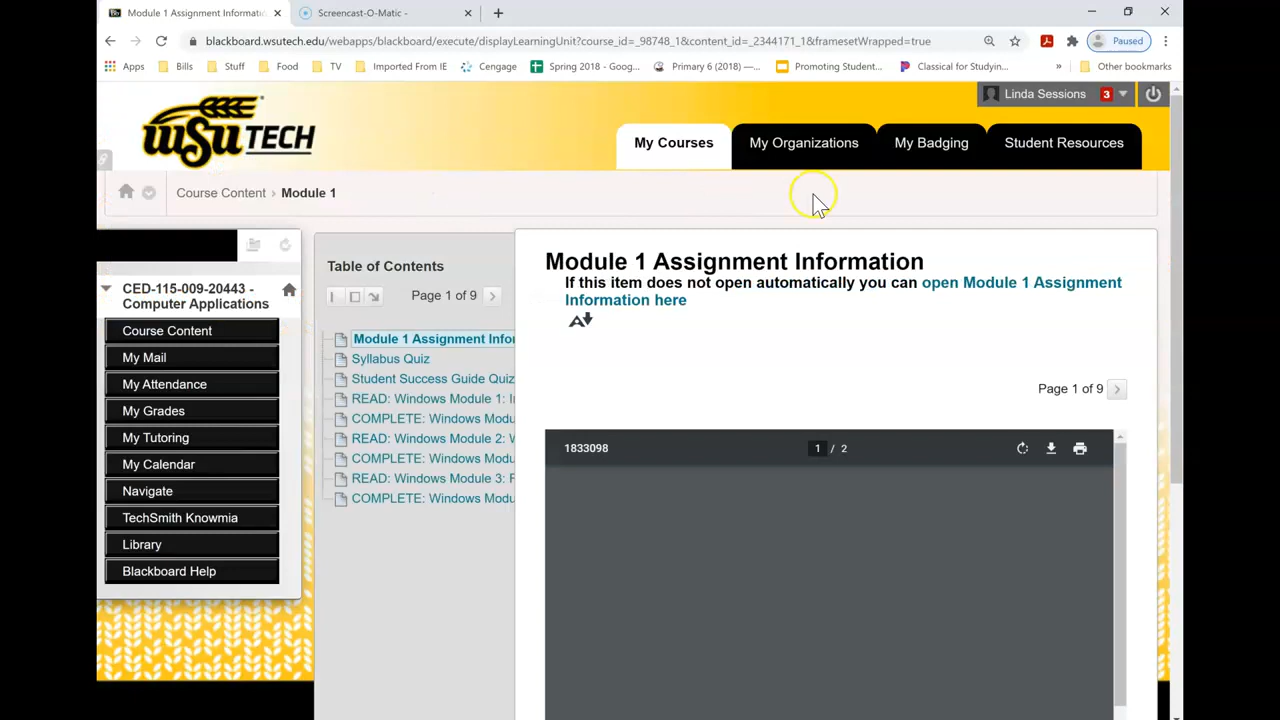 Module 1 Assignment Informatio
Screencast-O-Matic -
blackboard.wsutech.edu/webapps/blackboard/execute/displayLearningUnit?course_id=_98748_1&content_id=_2344171_1&framesetWrapped=true
Paused
Apps
Bills
Stuff
Food
TV
Imported From IE
Cengage
Spring 2018 - Goog...
Primary 6 (2018) —...
Promoting Student...
Classical for Studyin...
»
Other bookmarks
Linda Sessions 3
WSU TECH
My Courses
My Organizations
My Badging
Student Resources
Course Content › Module 1
CED-115-009-20443 -
Computer Applications
Course Content
My Mail
My Attendance
My Grades
My Tutoring
My Calendar
Navigate
TechSmith Knowmia
Library
Blackboard Help
Table of Contents
Page 1 of 9
Module 1 Assignment Infor
Syllabus Quiz
Student Success Guide Quiz
READ: Windows Module 1: I
COMPLETE: Windows Modu
READ: Windows Module 2: W
COMPLETE: Windows Modu
READ: Windows Module 3: F
COMPLETE: Windows Modu
Module 1 Assignment Information
If this item does not open automatically you can open Module 1 Assignment
Information here
Page 1 of 9
1833098
1 / 2